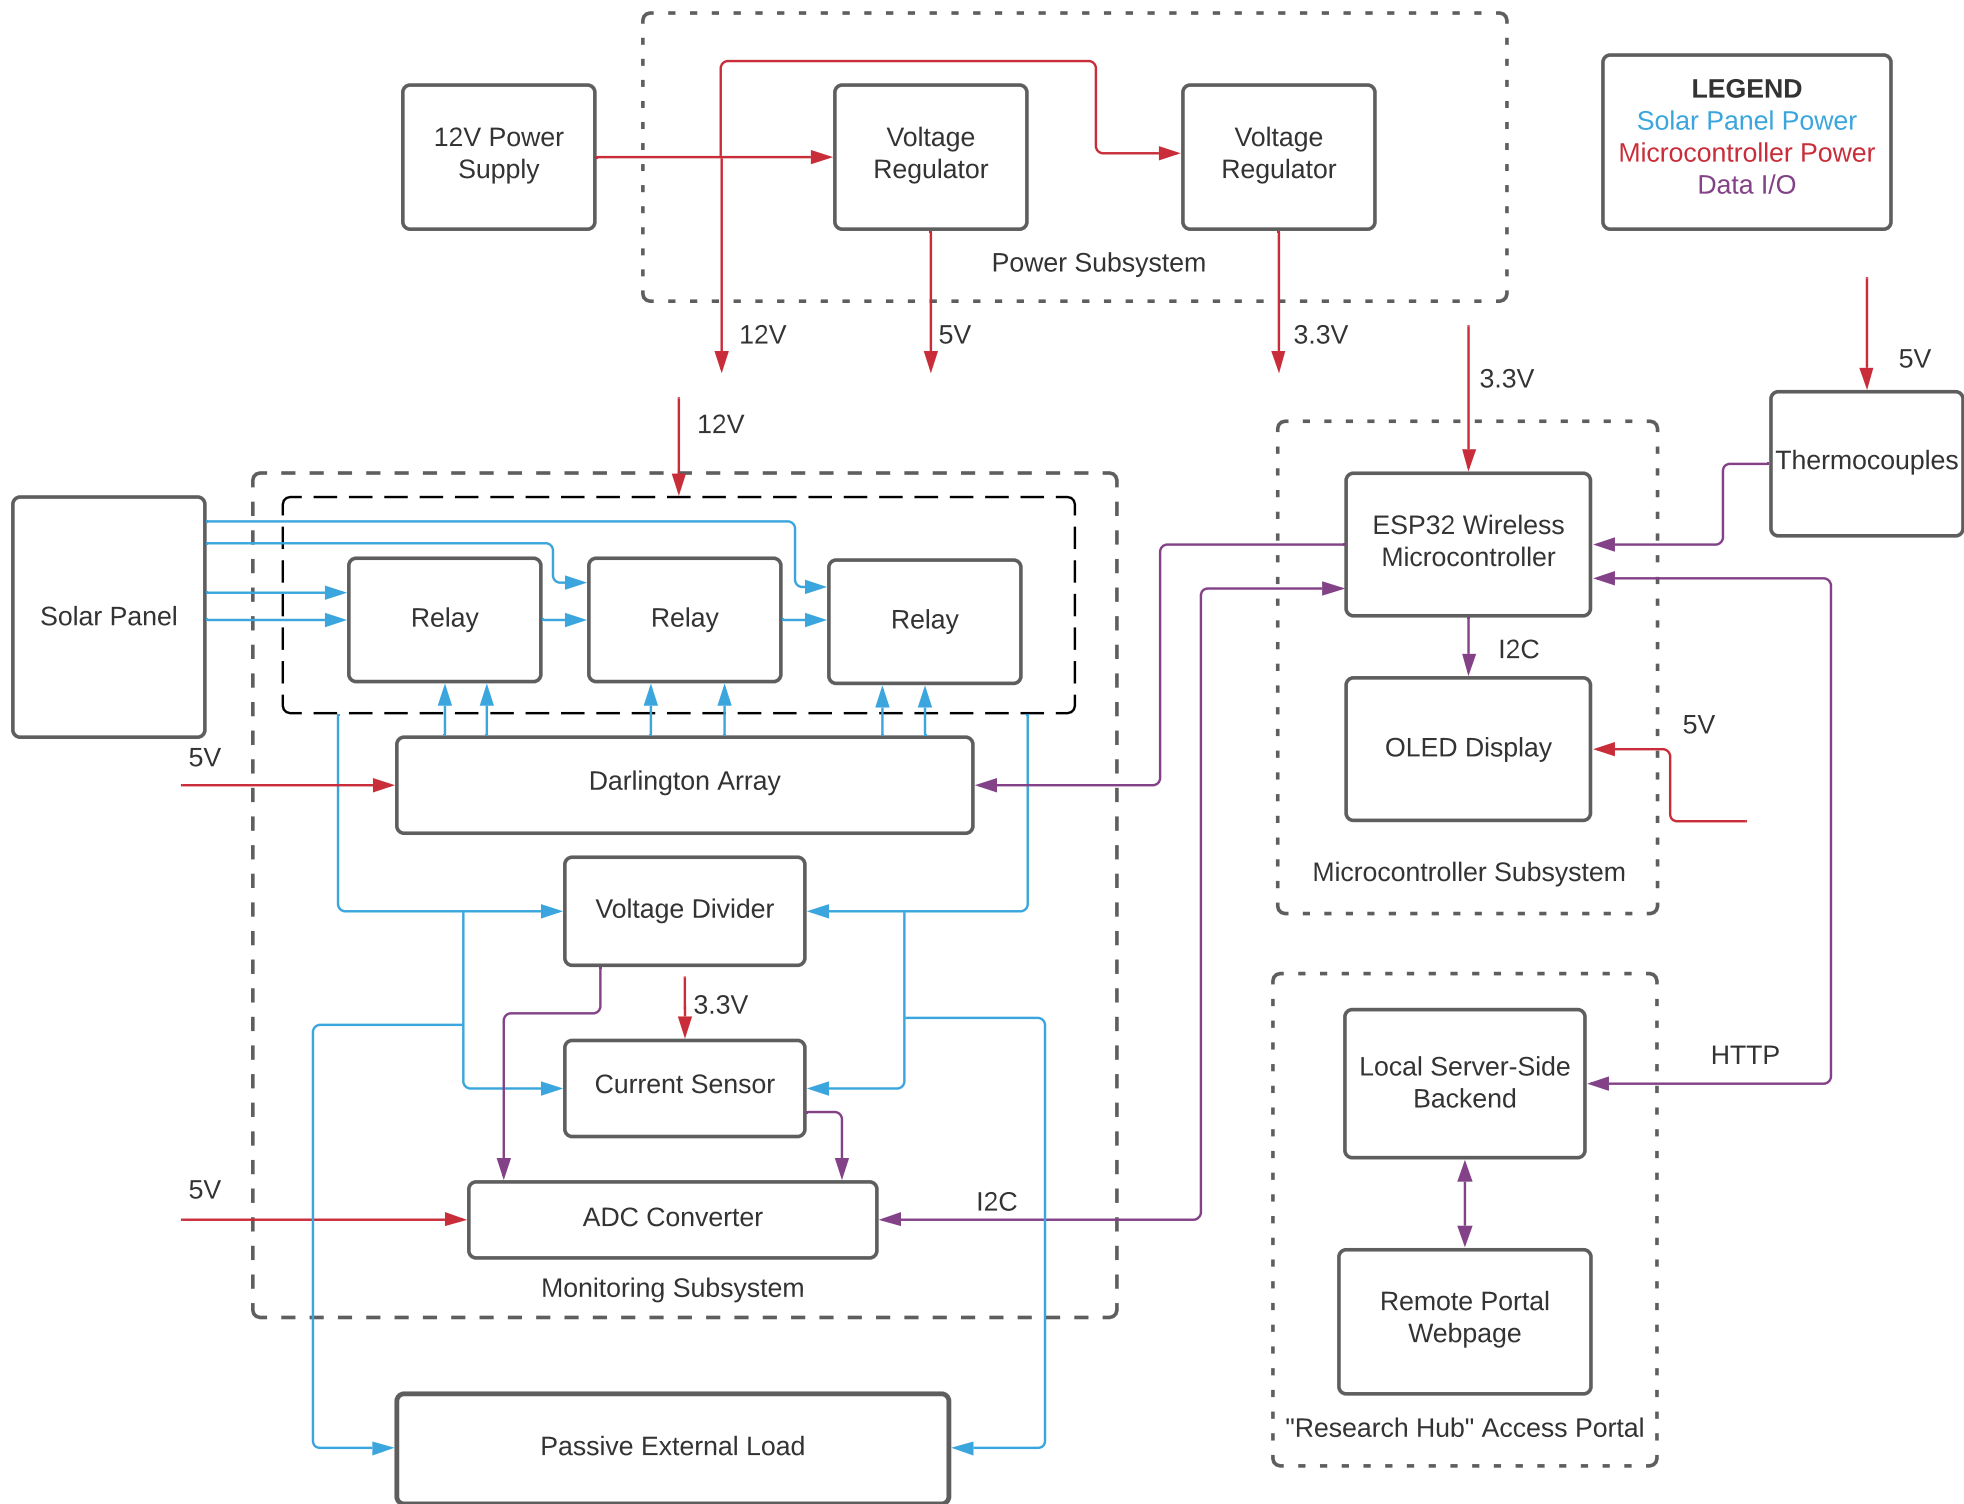 LEGEND
Solar Panel Power
Microcontroller Power
Data I/O
12V Power
Supply
Voltage
Regulator
Voltage
Regulator
Power Subsystem
12V
5V
3.3V
3.3V
5V
12V
Thermocouples
ESP32 Wireless
Microcontroller
Solar Panel
Relay
Relay
Relay
I2C
OLED Display
5V
5V
Darlington Array
Microcontroller Subsystem
Voltage Divider
3.3V
Current Sensor
Local Server-Side
Backend
HTTP
5V
ADC Converter
I2C
Monitoring Subsystem
Remote Portal
Webpage
"Research Hub" Access Portal
Passive External Load